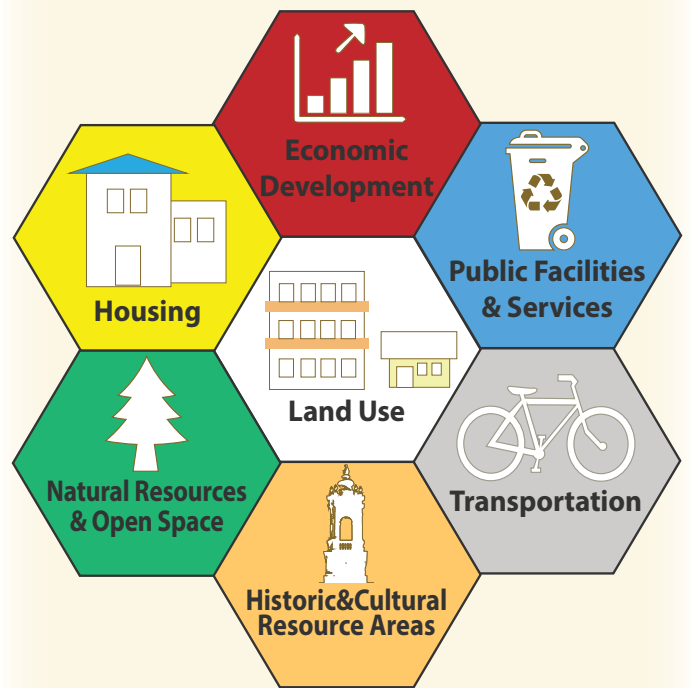 Economic
Development
Housing
Public Facilities
& Services
Land Use
Natural Resources
& Open Space
Transportation
Historic&Cultural
Resource Areas